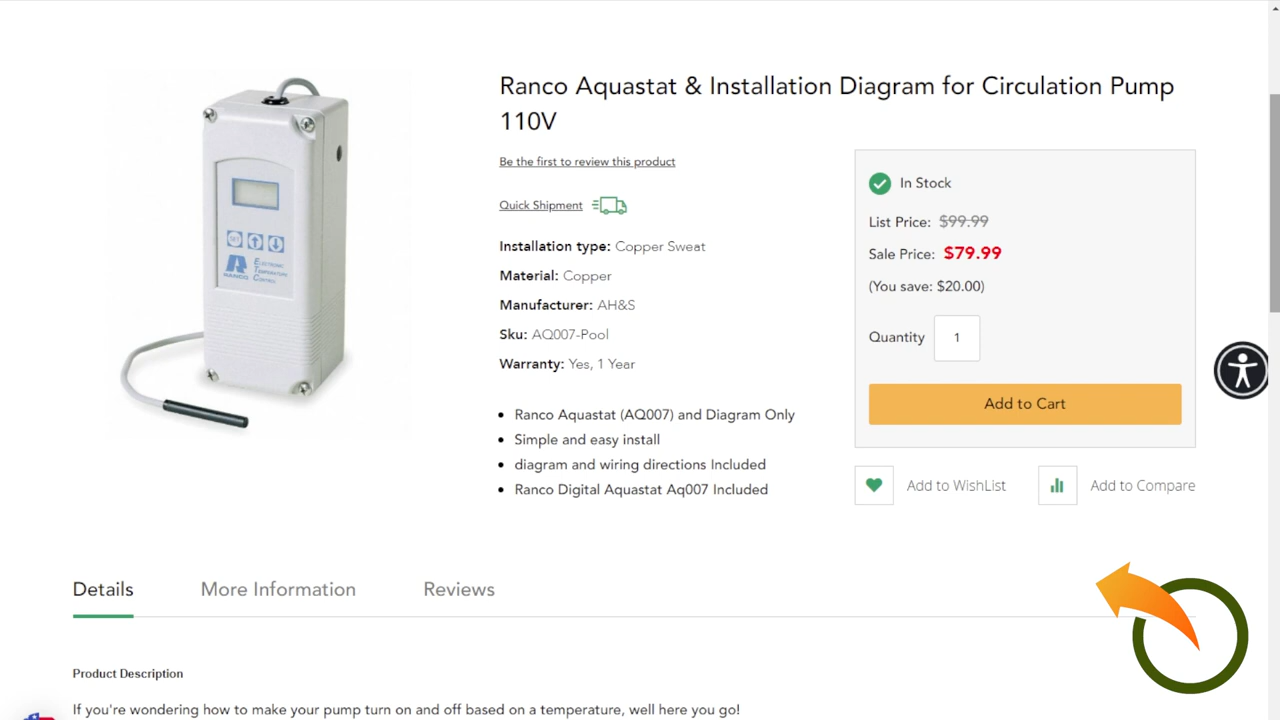 Ranco Aquastat & Installation Diagram for Circulation Pump
110V
Be the first to review this product
Quick Shipment
Installation type: Copper Sweat
Material: Copper
Manufacturer: AH&S
Sku: AQ007-Pool
Warranty: Yes, 1 Year
Ranco Aquastat (AQ007) and Diagram Only
Simple and easy install
diagram and wiring directions Included
Ranco Digital Aquastat Aq007 Included
In Stock
List Price: $99.99
Sale Price: $79.99
(You save: $20.00)
Quantity 1
Add to Cart
Add to WishList
Add to Compare
SET
RANCO
ELECTRONIC
TEMPERATURE
CONTROL
Details
More Information
Reviews
Product Description
If you're wondering how to make your pump turn on and off based on a temperature, well here you go!